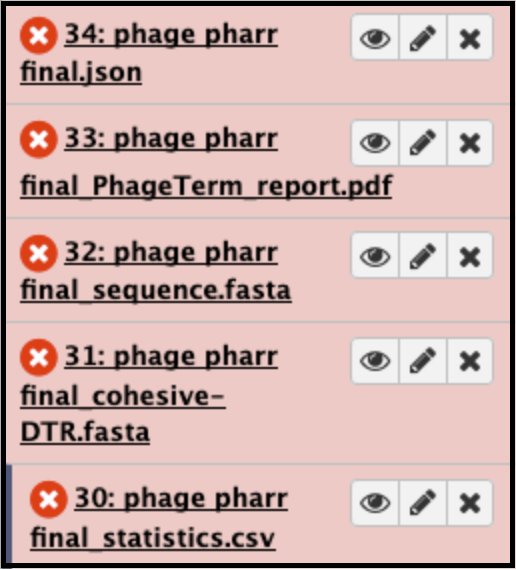 34: phage pharr
final.json
33: phage pharr
final_PhageTerm_report.pdf
32: phage pharr
final_sequence.fasta
31: phage pharr
final_cohesive-
DTR.fasta
30: phage pharr
final_statistics.csv